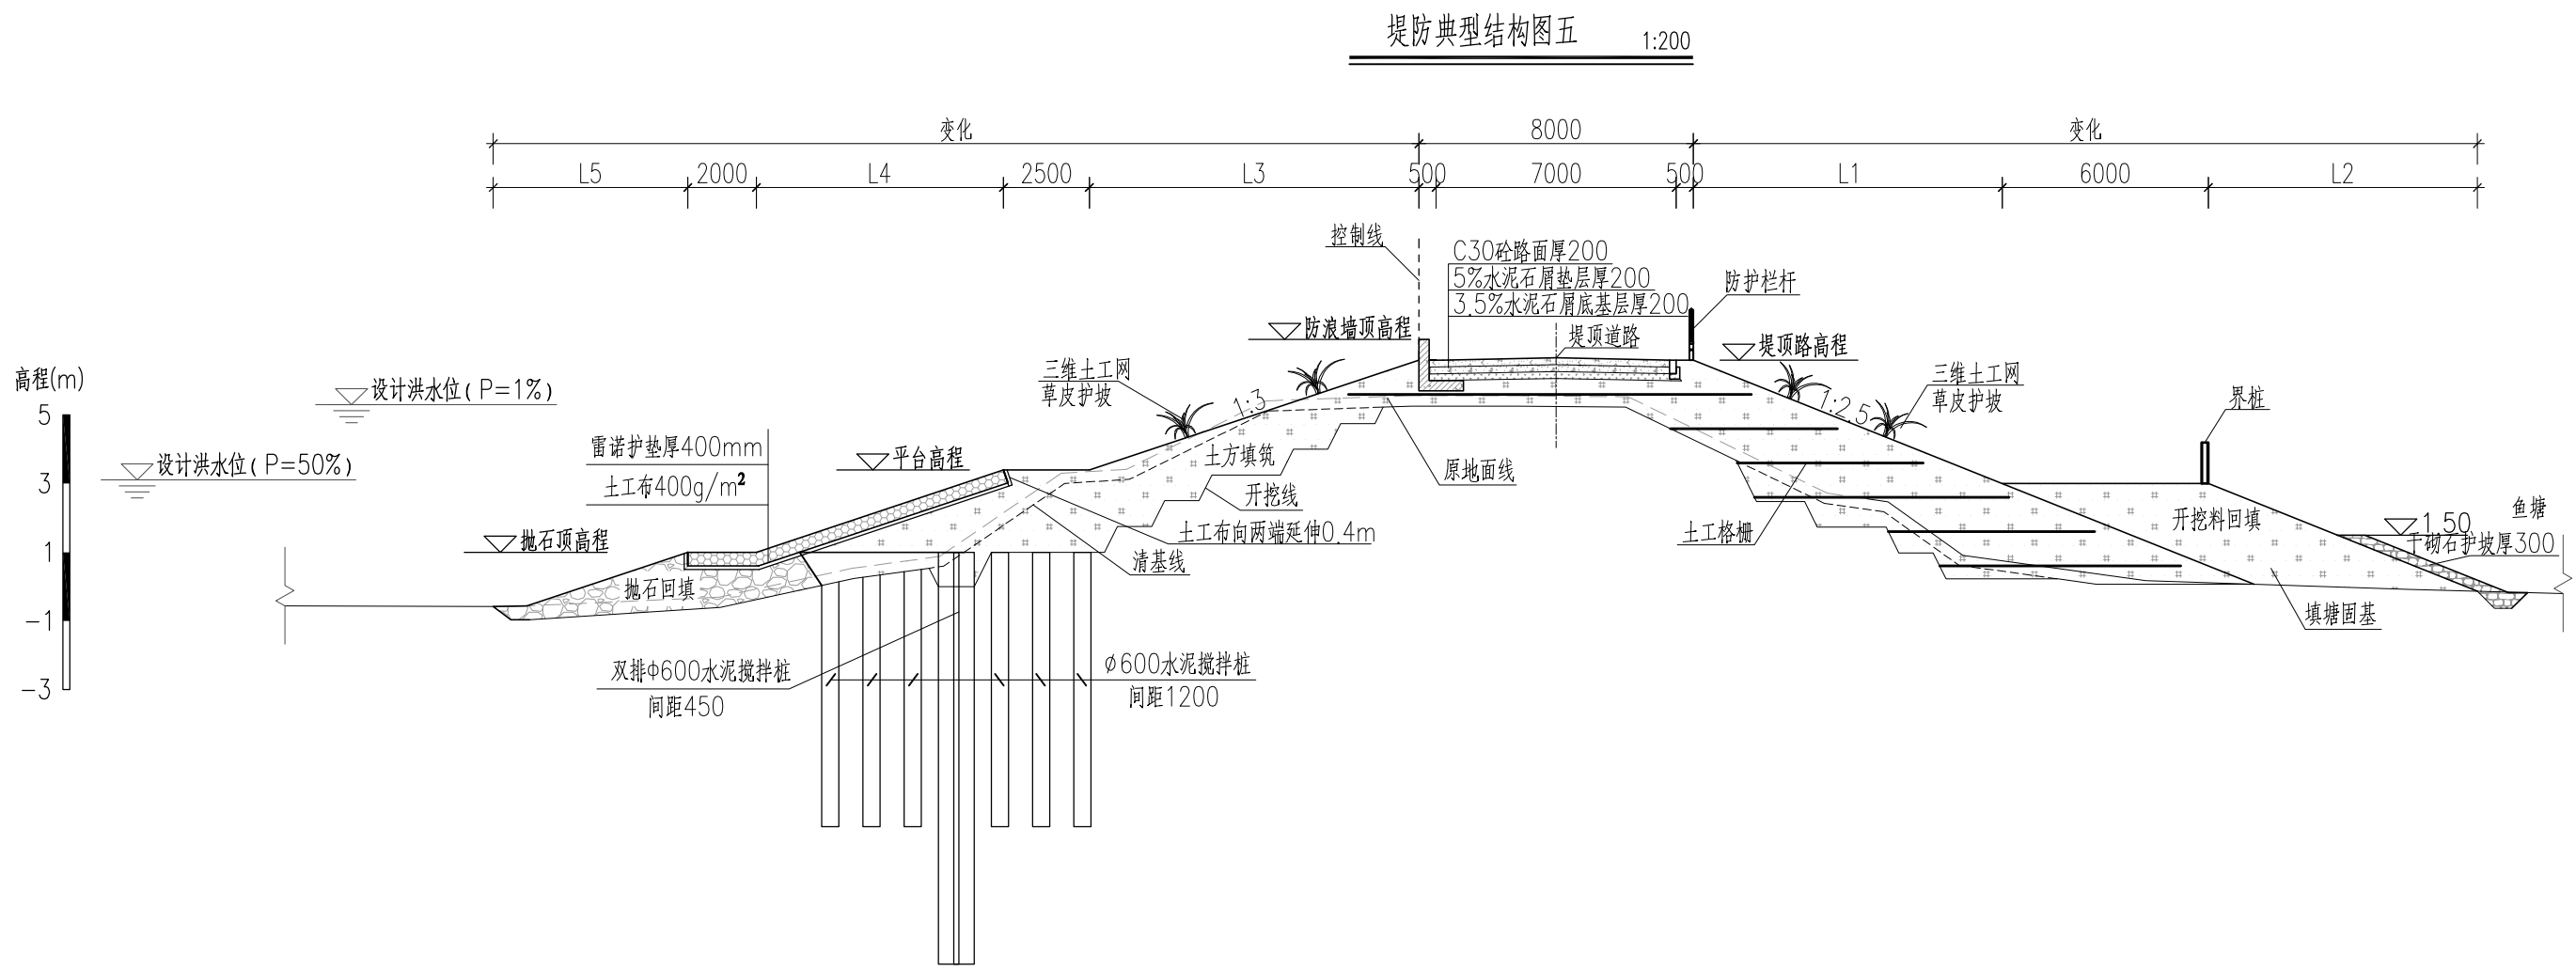 堤防典型结构图五 1:200
变化 8000 变化
L5 2000 L4 2500 L3 500 7000 500 L1 6000 L2
控制线
C30砼路面厚200
5%水泥石屑垫层厚200
3.5%水泥石屑底基层厚200
防护栏杆
防浪墙顶高程
堤顶道路
堤顶路高程
三维土工网
草皮护坡
三维土工网
草皮护坡
高程(m)
设计洪水位(P=1%)
1:3
1:2.5
界桩
5
雷诺护垫厚400mm
平台高程
土方填筑
原地面线
设计洪水位(P=50%)
3
土工布400g/m²
开挖线
开挖料回填
鱼塘
1.50
抛石顶高程
土工布向两端延伸0.4m
土工格栅
干砌石护坡厚300
1
清基线
抛石回填
填塘固基
-1
双排Φ600水泥搅拌桩
间距450
ϕ600水泥搅拌桩
间距1200
-3